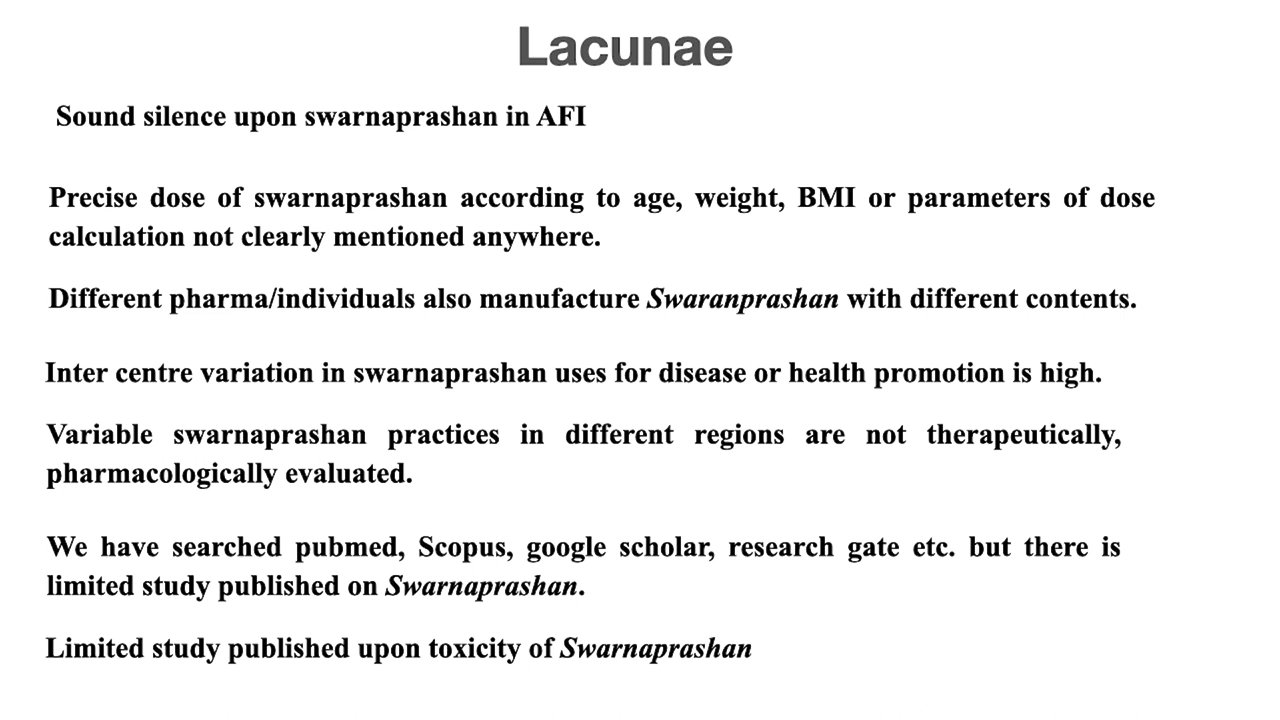 Lacunae
Sound silence upon swarnaprashan in AFI
Precise dose of swarnaprashan according to age, weight, BMI or parameters of dose
calculation not clearly mentioned anywhere.
Different pharma/individuals also manufacture Swaranprashan with different contents.
Inter centre variation in swarnaprashan uses for disease or health promotion is high.
Variable swarnaprashan practices in different regions are not therapeutically,
pharmacologically evaluated.
We have searched pubmed, Scopus, google scholar, research gate etc. but there is
limited study published on Swarnaprashan.
Limited study published upon toxicity of Swarnaprashan